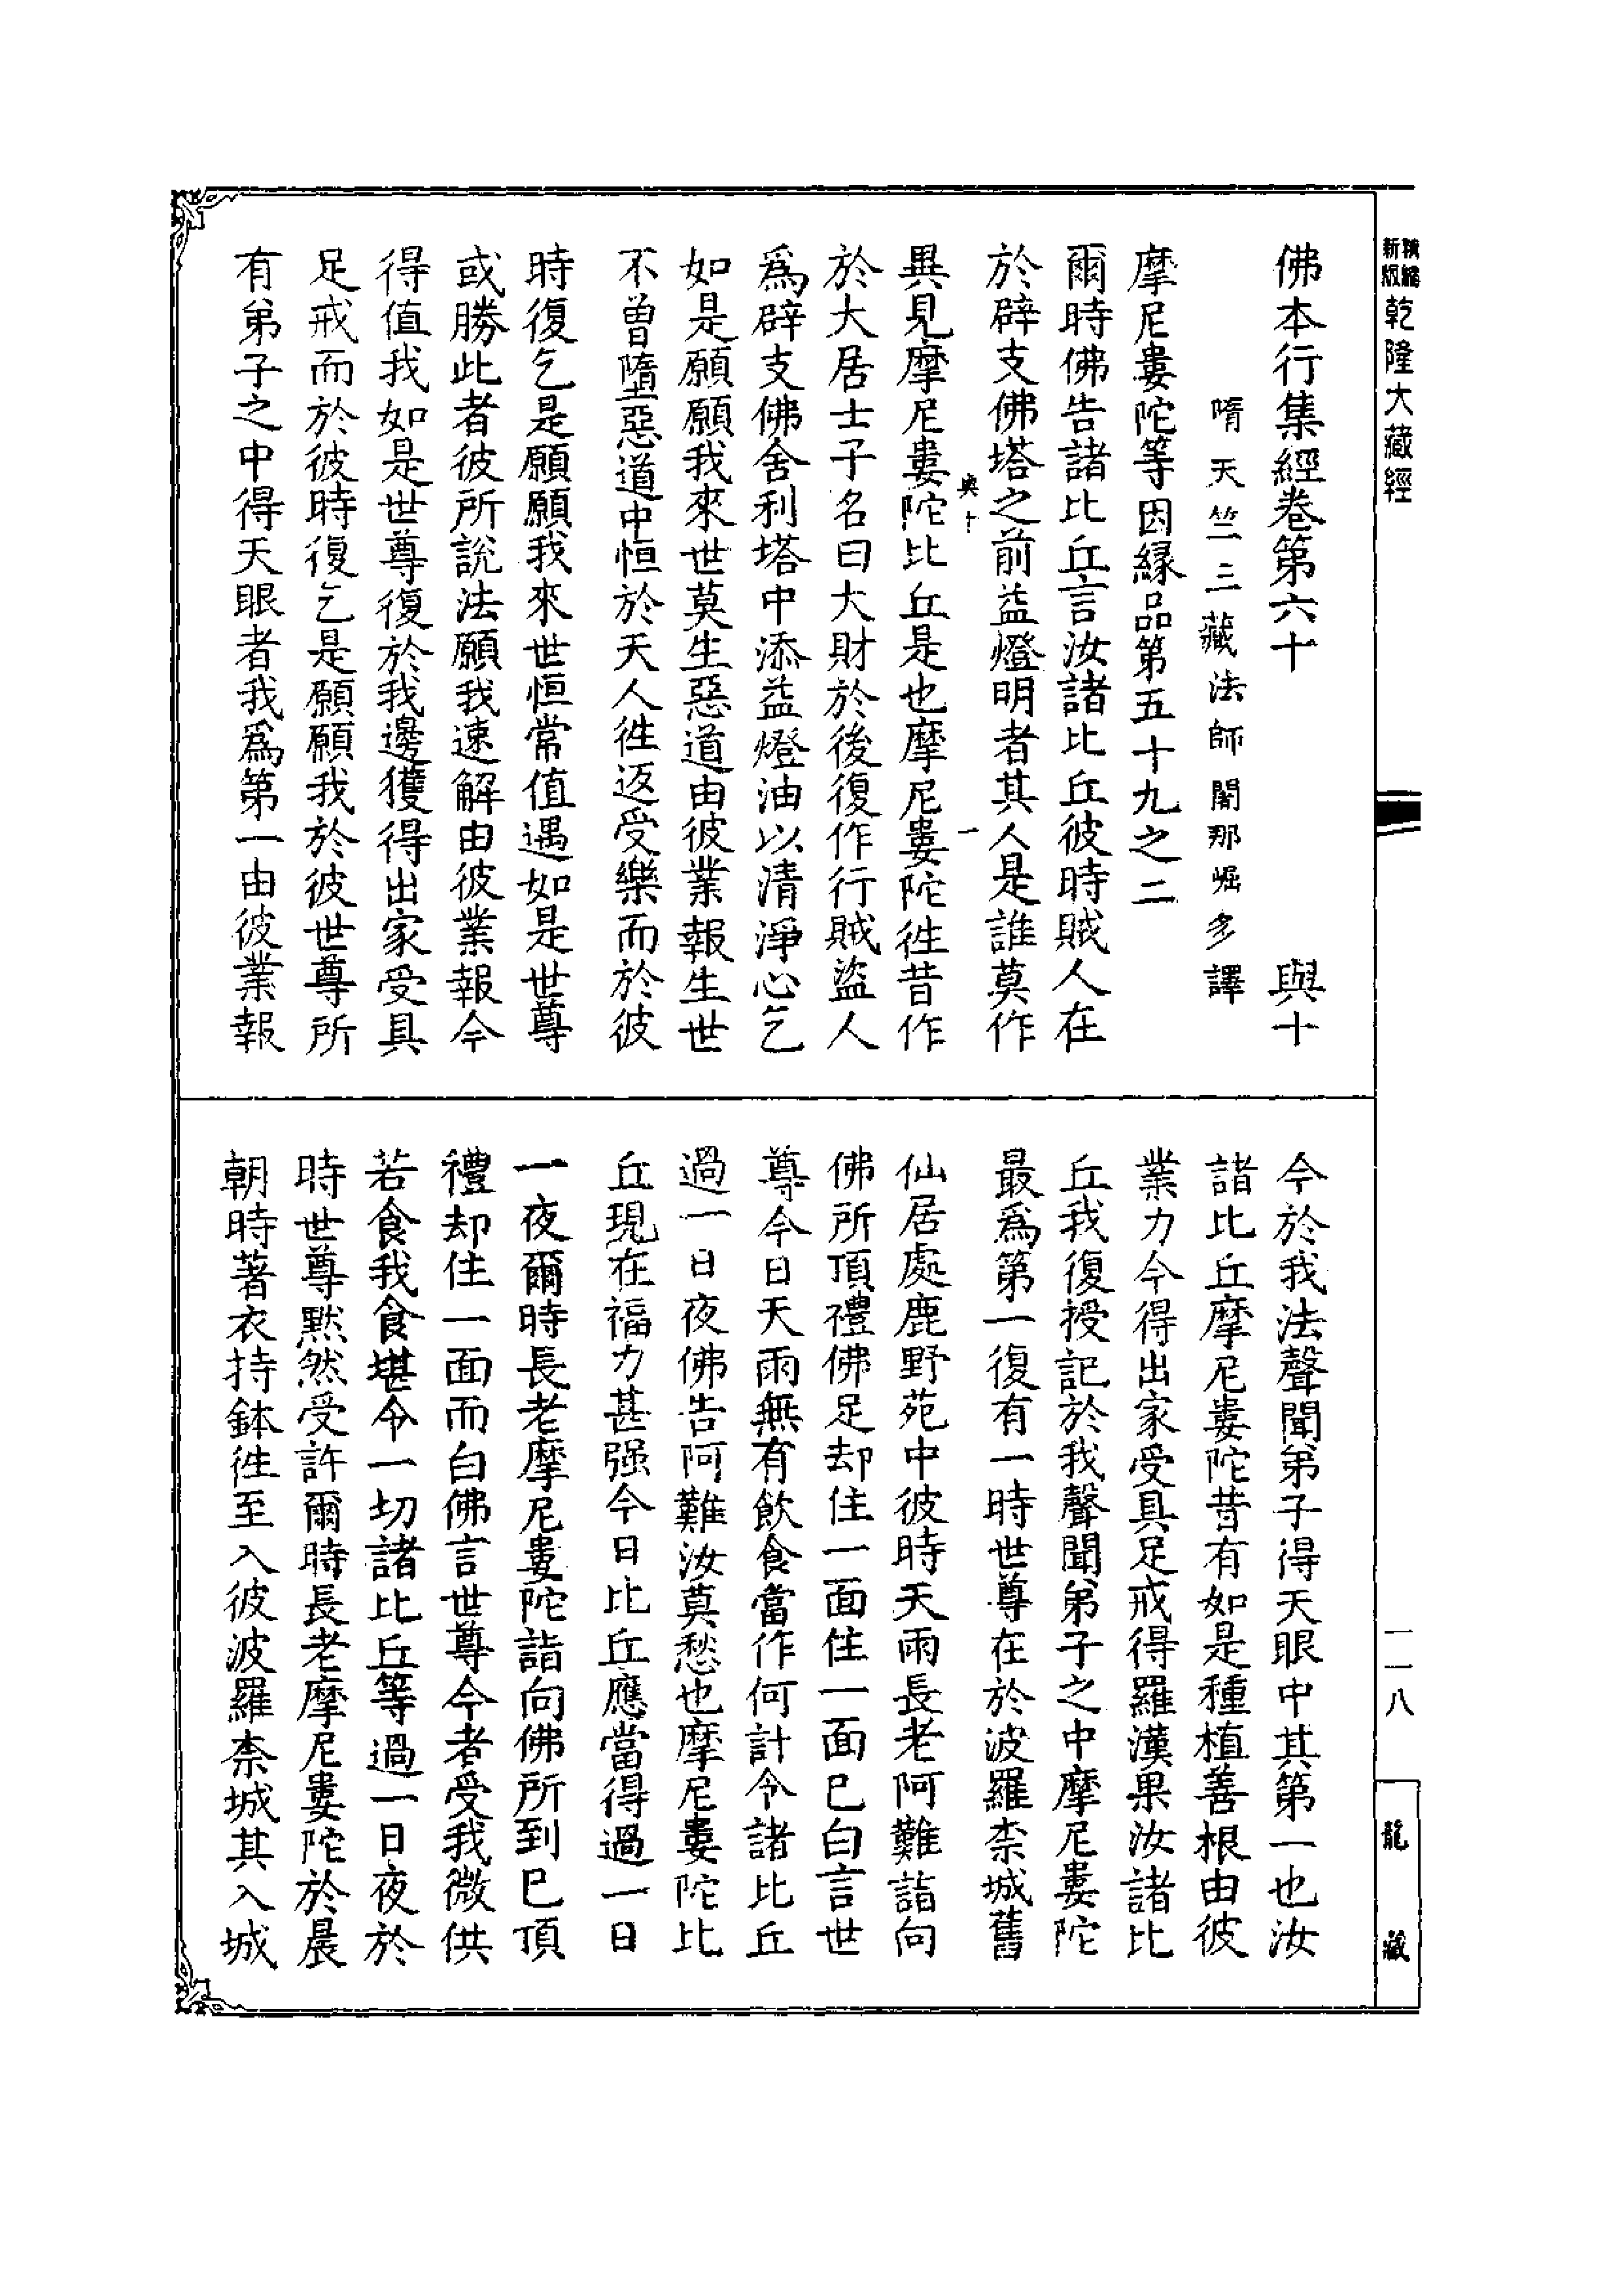 精縮新版乾隆大藏經
一一八
龍藏
佛本行集經卷第六十 與十
隋天竺三藏法師闍那崛多譯
摩尼婁陀等因緣品第五十九之二
爾時佛告諸比丘言汝諸比丘彼時賊人在
於辟支佛塔之前益燈明者其人是誰莫作
與十 一
異見摩尼婁陀比丘是也摩尼婁陀往昔作
於大居士子名曰大財於後復作行賊盜人
為辟支佛舍利塔中添益燈油以清淨心乞
如是願願我來世莫生惡道由彼業報生世
不曾墮惡道中恒於天人往返受樂而於彼
時復乞是願願我來世恒常值遇如是世尊
或勝此者彼所說法願我速解由彼業報今
得值我如是世尊復於我邊獲得出家受具
足戒而於彼時復乞是願願我於彼世尊所
有弟子之中得天眼者我為第一由彼業報
今於我法聲聞弟子得天眼中其第一也汝
諸比丘摩尼婁陀昔有如是種植善根由彼
業力今得出家受具足戒得羅漢果汝諸比
丘我復授記於我聲聞弟子之中摩尼婁陀
最為第一復有一時世尊在於波羅柰城舊
仙居處鹿野苑中彼時天雨長老阿難詣向
佛所頂禮佛足却住一面住一面已白言世
尊今日天雨無有飲食當作何計令諸比丘
過一日夜佛告阿難汝莫愁也摩尼婁陀比
丘現在福力甚强今日比丘應當得過一日
一夜爾時長老摩尼婁陀詣向佛所到已頂
禮却住一面而白佛言世尊今者受我微供
若食我食堪令一切諸比丘等過一日夜於
時世尊黙然受許爾時長老摩尼婁陀於晨
朝時著衣持鉢往至入彼波羅柰城其入城